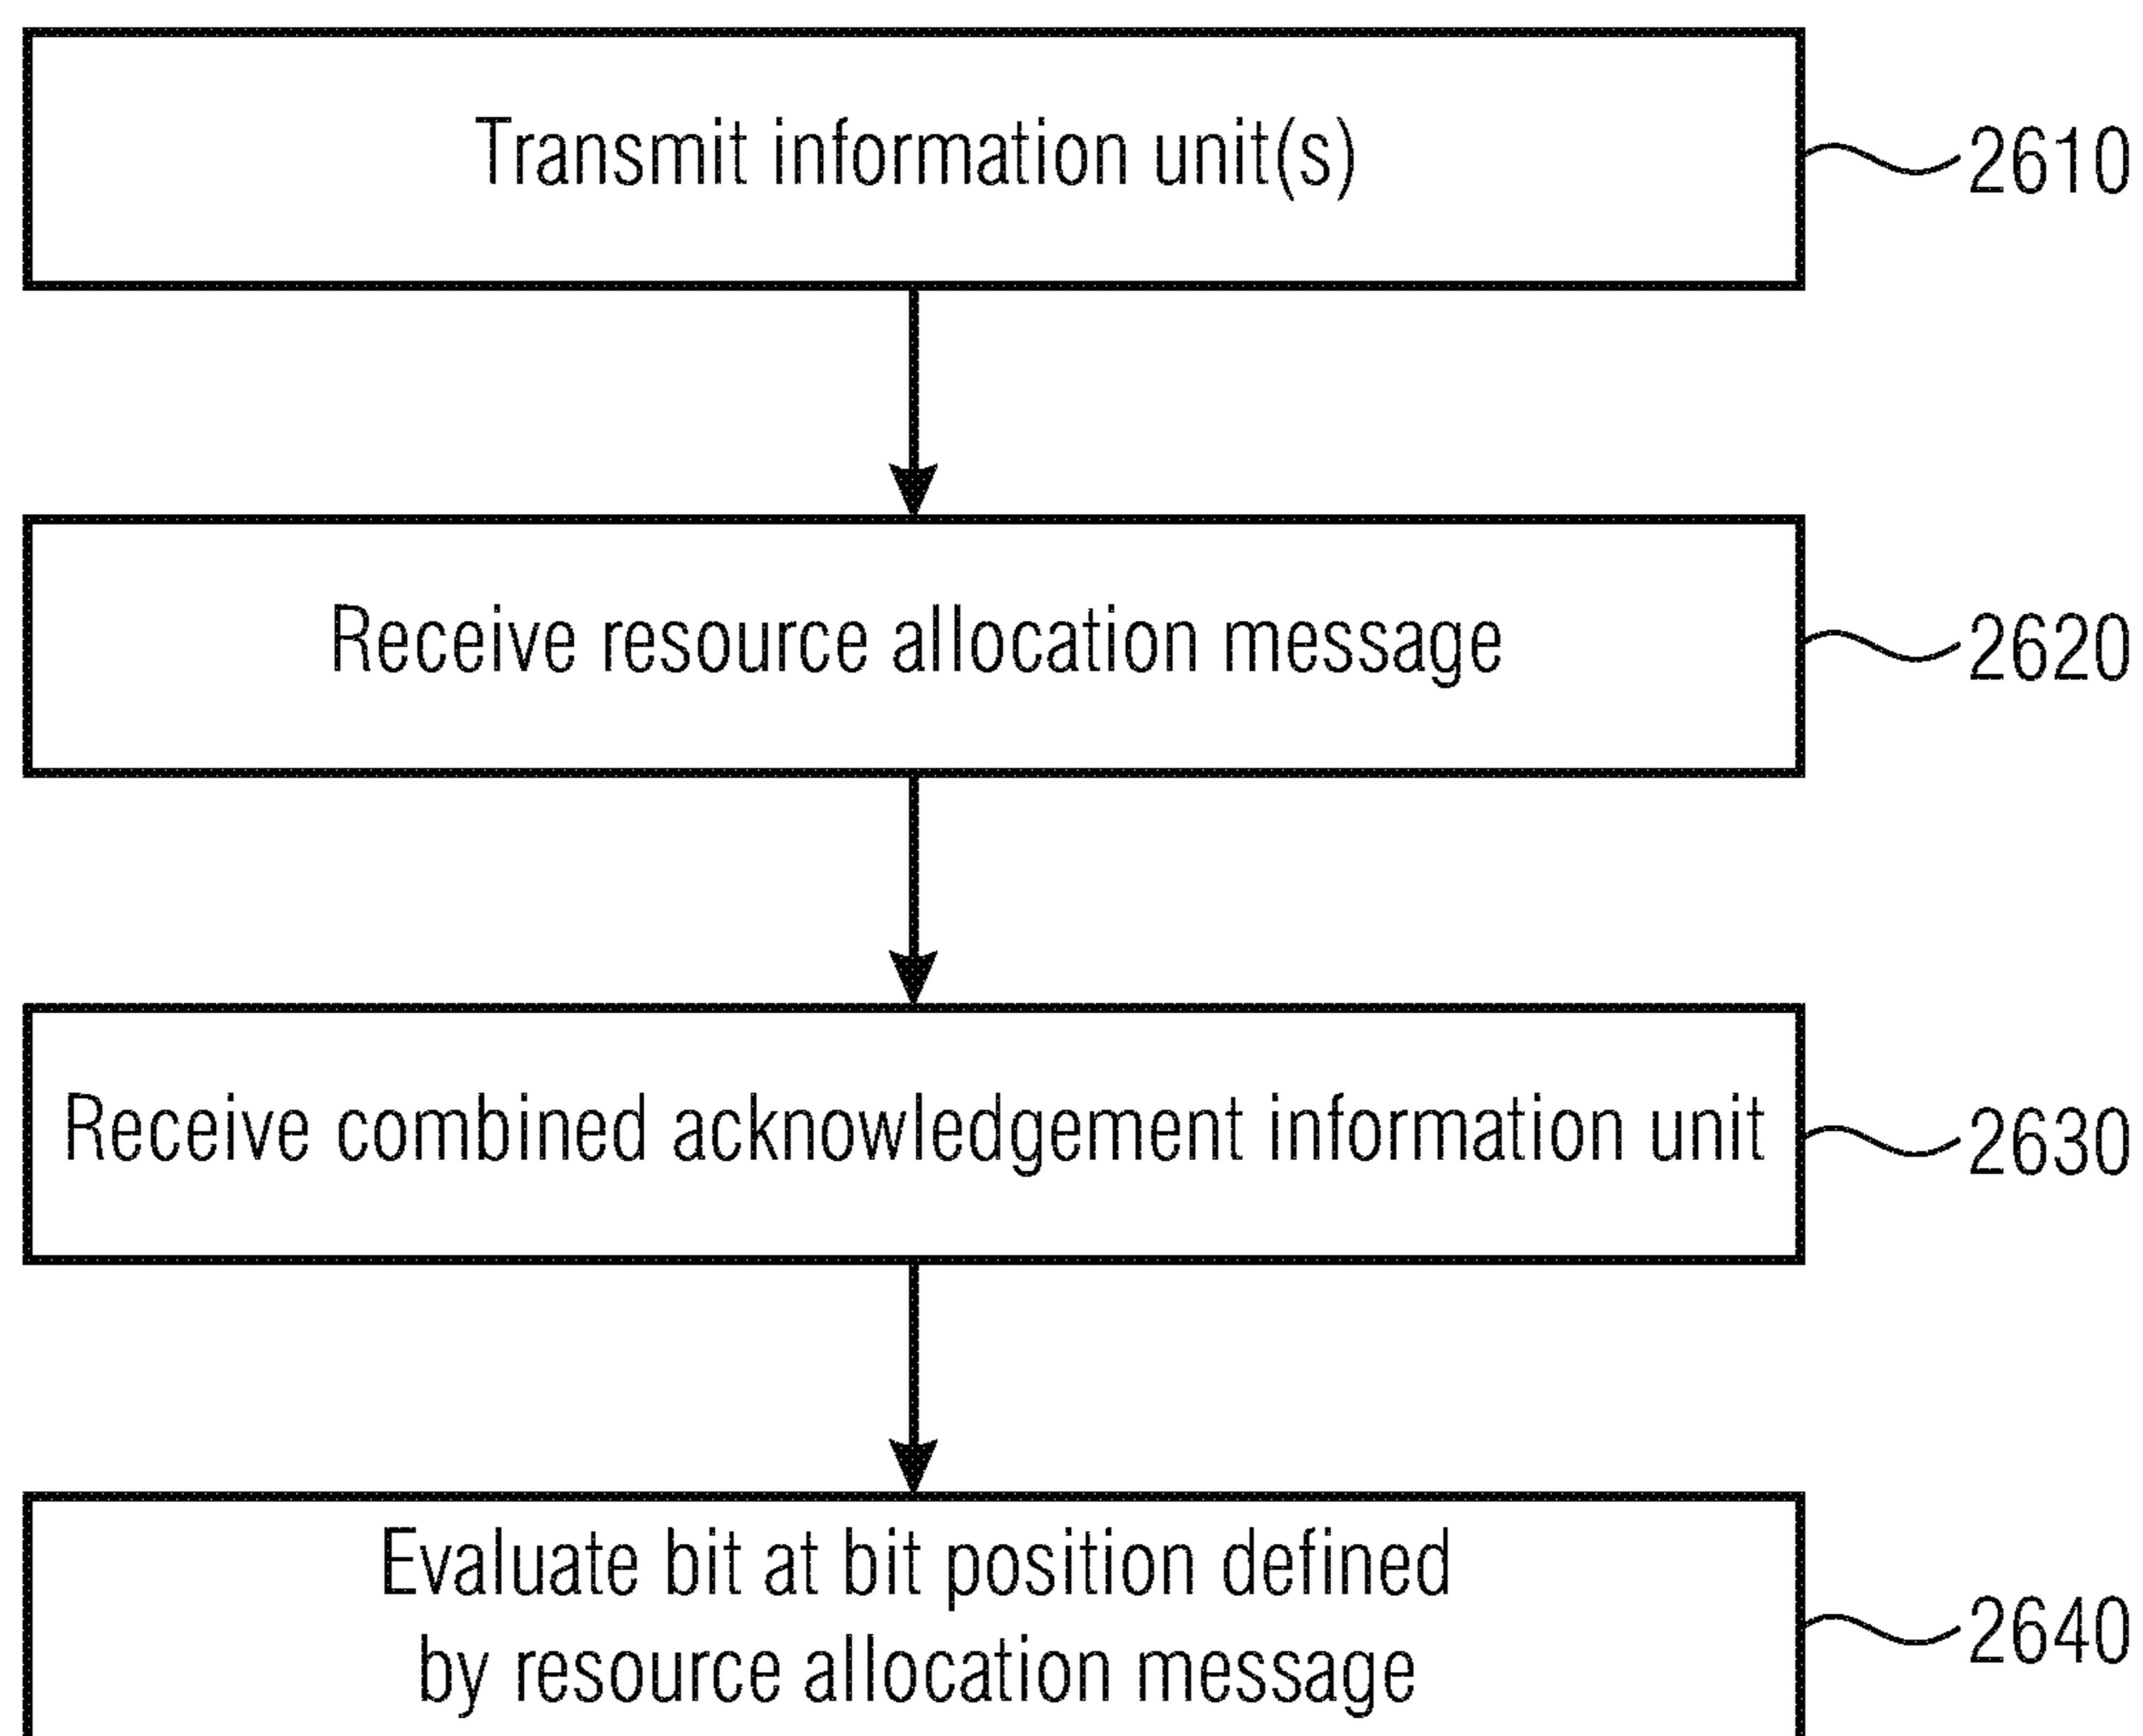 Transmit information unit(s)
2610
Receive resource allocation message
2620
Receive combined acknowledgement information unit
2630
Evaluate bit at bit position defined
by resource allocation message
2640